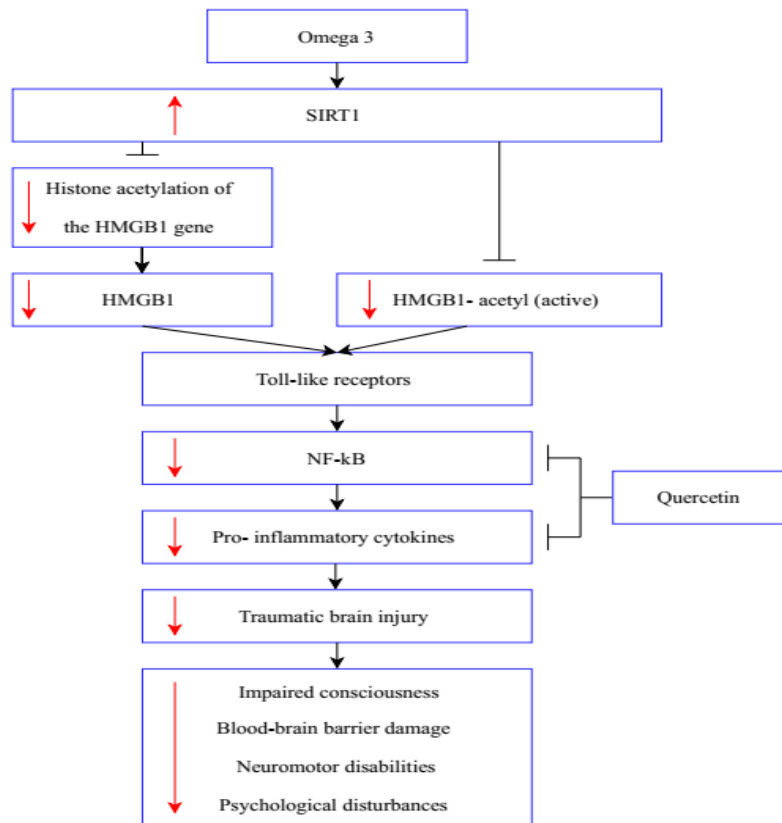 Omega 3
SIRT1
Histone acetylation of
the HMGB1 gene
HMGB1
HMGB1- acetyl (active)
Toll-like receptors
NF-kB
Quercetin
Pro- inflammatory cytokines
Traumatic brain injury
Impaired consciousness
Blood-brain barrier damage
Neuromotor disabilities
Psychological disturbances